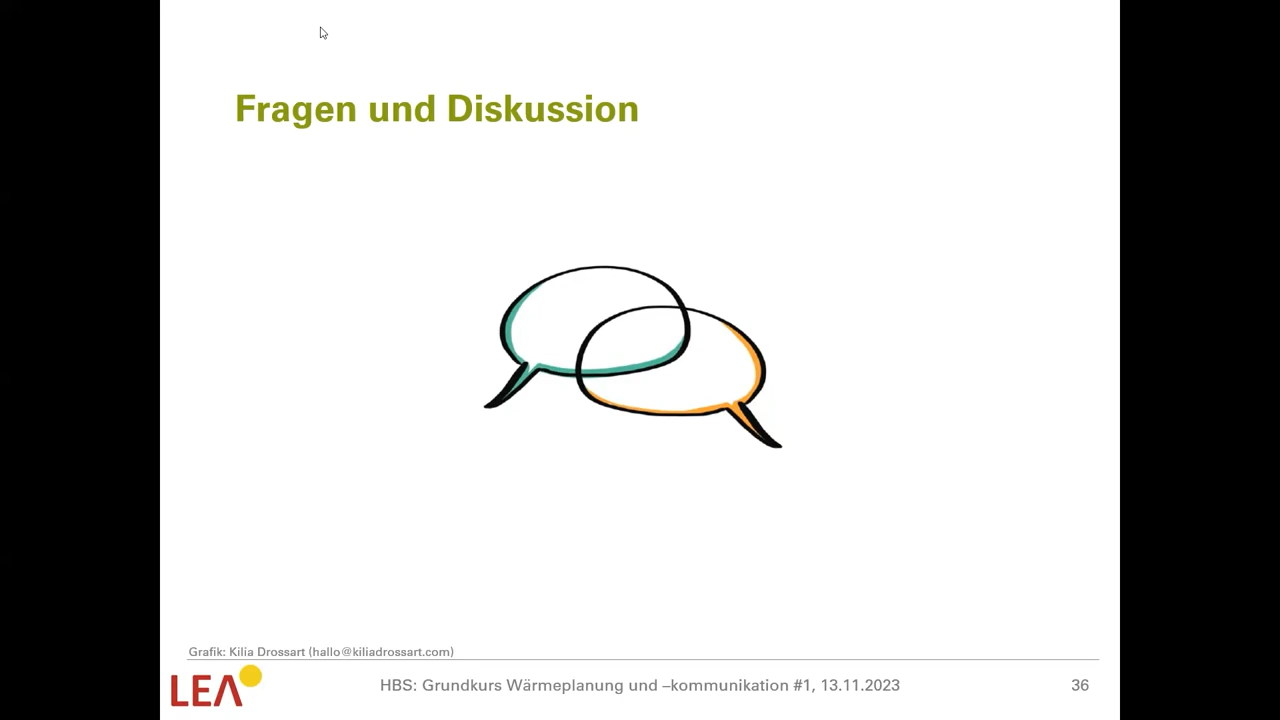 Fragen und Diskussion
Grafik: Kilía Drossart (hallo@kiliadrossart.com)
LEA
HBS: Grundkurs Wärmeplanung und –kommunikation #1, 13.11.2023
36